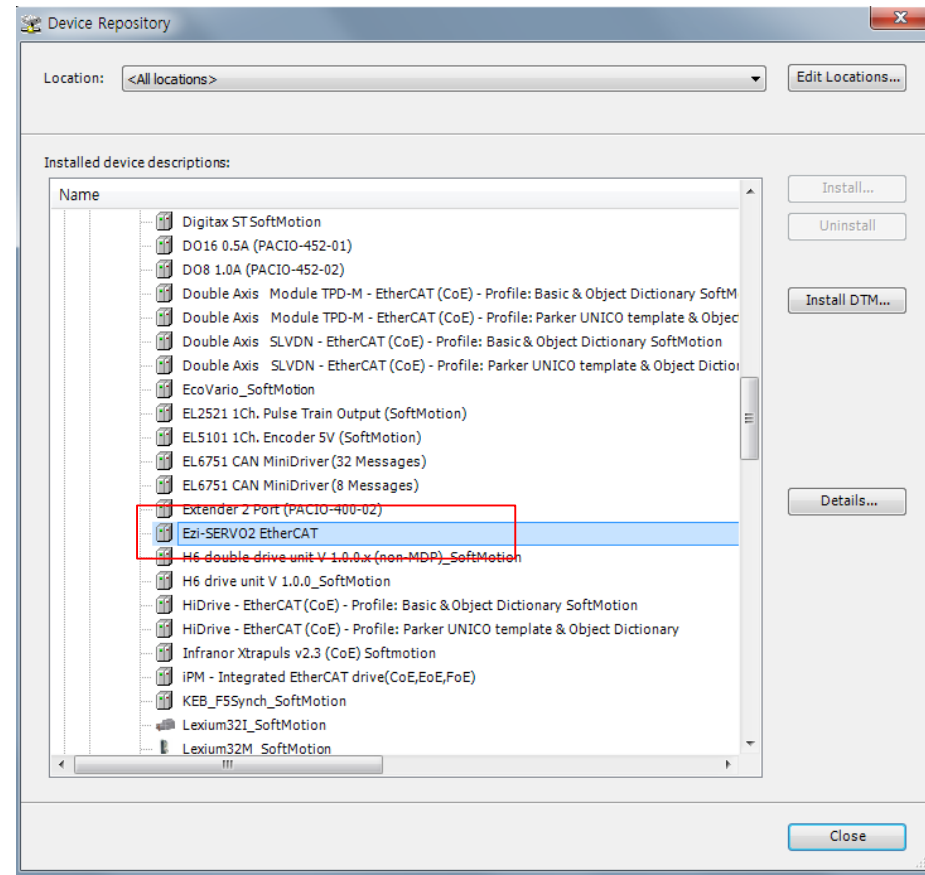 Device Repository
Location: <All locations> Edit Locations...
Installed device descriptions:
Name
Install...
Uninstall
Install DTM...
Details...
Digitax ST SoftMotion
DO16 0.5A (PACIO-452-01)
DO8 1.0A (PACIO-452-02)
Double Axis Module TPD-M - EtherCAT (CoE) - Profile: Basic & Object Dictionary SoftM
Double Axis Module TPD-M - EtherCAT (CoE) - Profile: Parker UNICO template & Objec
Double Axis SLVDN - EtherCAT (CoE) - Profile: Basic & Object Dictionary SoftMotion
Double Axis SLVDN - EtherCAT (CoE) - Profile: Parker UNICO template & Object Diction
EcoVario_SoftMotion
EL2521 1Ch. Pulse Train Output (SoftMotion)
EL5101 1Ch. Encoder 5V (SoftMotion)
EL6751 CAN MiniDriver (32 Messages)
EL6751 CAN MiniDriver (8 Messages)
Extender 2 Port (PACIO-400-02)
Ezi-SERVO2 EtherCAT
H6 double drive unit V 1.0.0.x (non-MDP)_SoftMotion
H6 drive unit V 1.0.0_SoftMotion
HiDrive - EtherCAT (CoE) - Profile: Basic & Object Dictionary SoftMotion
HiDrive - EtherCAT (CoE) - Profile: Parker UNICO template & Object Dictionary
Infranor Xtrapuls v2.3 (CoE) Softmotion
iPM - Integrated EtherCAT drive(CoE,EoE,FoE)
KEB_F5Synch_SoftMotion
Lexium32I_SoftMotion
Lexium32M_SoftMotion
Close